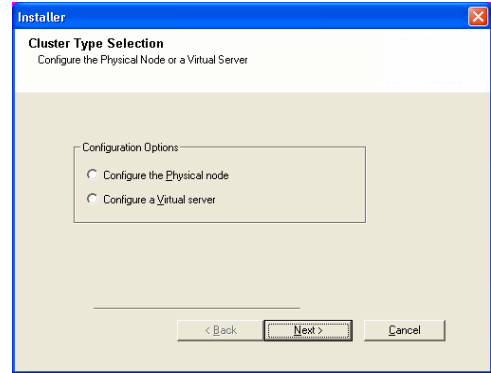 Installer
Cluster Type Selection
Configure the Physical Node or a Virtual Server
Configuration Options
Configure the Physical node
Configure a Virtual server
< Back
Next >
Cancel